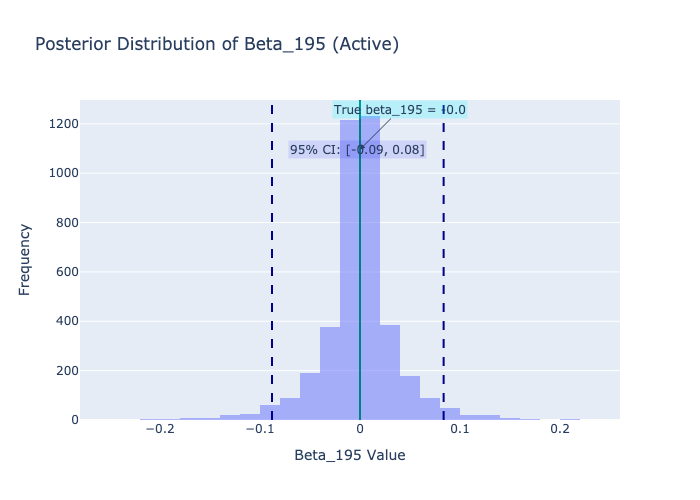 Posterior Distribution of Beta_195 (Active)
True beta_195 = -0.0
95% CI: [-0.09, 0.08]
1200
1000
800
600
400
200
0
Frequency
−0.2
−0.1
0
0.1
0.2
Beta_195 Value